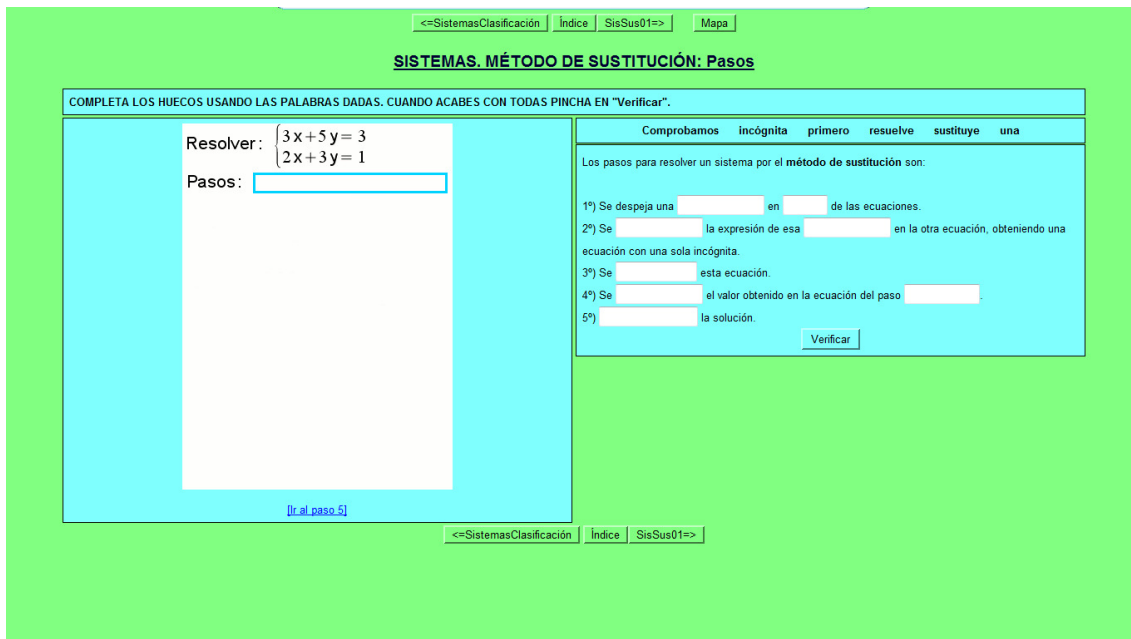 <=SistemasClasificación Índice SisSus01=> Mapa
SISTEMAS. MÉTODO DE SUSTITUCIÓN: Pasos
COMPLETA LOS HUECOS USANDO LAS PALABRAS DADAS. CUANDO ACABES CON TODAS PINCHA EN "Verificar".
Resolver: { 3x+5y= 3
2x+3y= 1
Pasos:
[Ir al paso 5]
Comprobamos incógnita primero resuelve sustituye una
Los pasos para resolver un sistema por el método de sustitución son:
1º) Se despeja una en de las ecuaciones.
2º) Se la expresión de esa en la otra ecuación, obteniendo una
ecuación con una sola incógnita.
3º) Se esta ecuación.
4º) Se el valor obtenido en la ecuación del paso .
5º) la solución.
Verificar
<=SistemasClasificación Índice SisSus01=>